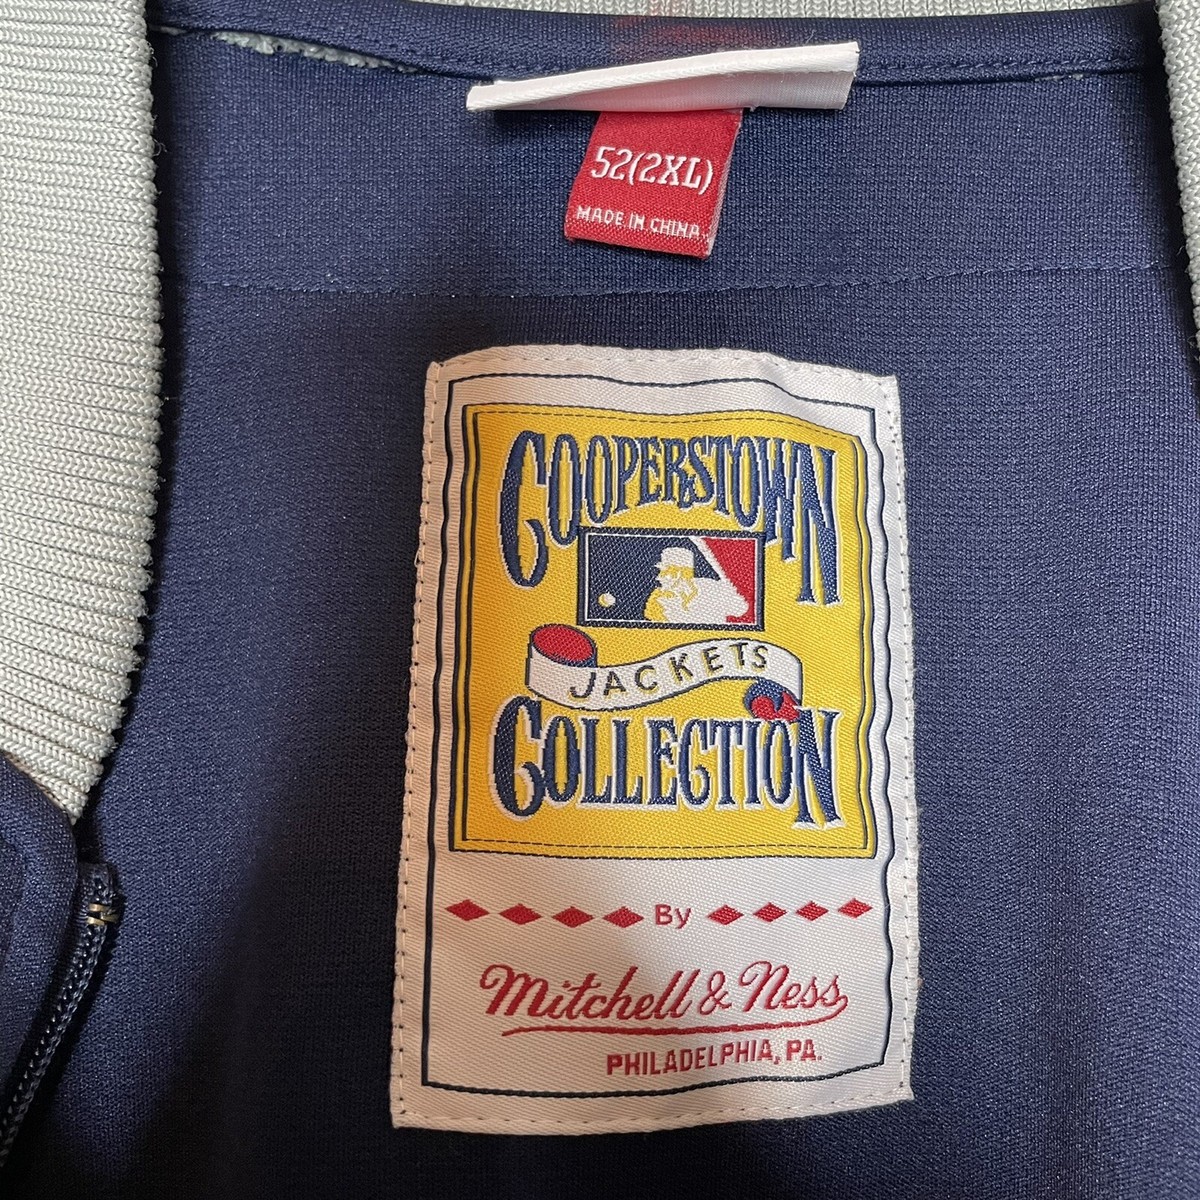 52(2XL)
MADE IN CHINA
COOPERSTOWN
JACKETS
COLLECTION
By
Mitchell & Ness
PHILADELPHIA, PA.